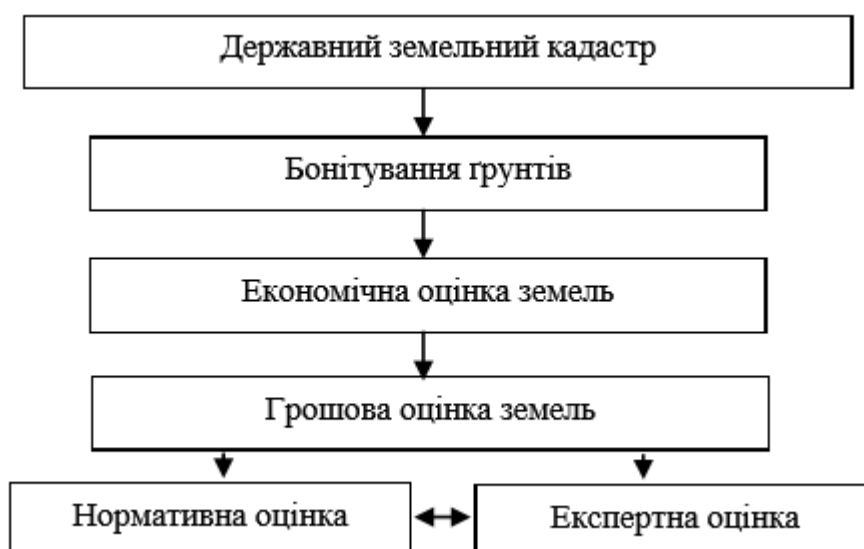 Державний земельний кадастр
Бонітування ґрунтів
Економічна оцінка земель
Грошова оцінка земель
Нормативна оцінка
Експертна оцінка